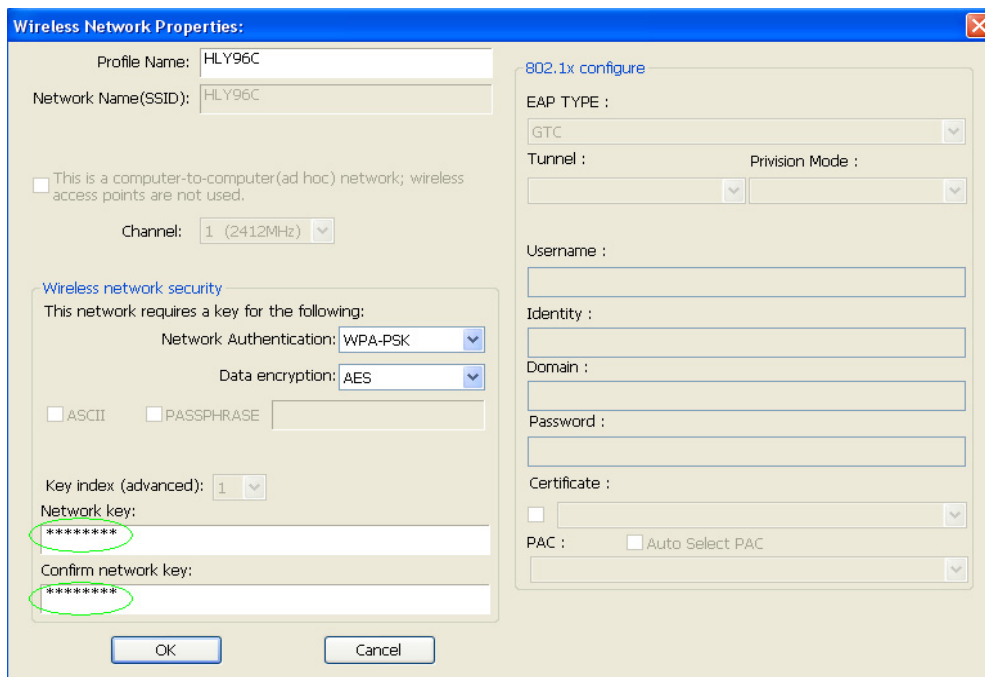 Wireless Network Properties:
Profile Name: HLY96C
Network Name(SSID): HLY96C
This is a computer-to-computer(ad hoc) network; wireless
access points are not used.
Channel: 1 (2412MHz)
Wireless network security
This network requires a key for the following:
Network Authentication: WPA-PSK
Data encryption: AES
ASCII PASSPHRASE
Key index (advanced): 1
Network key:
********
Confirm network key:
********
OK Cancel
802.1x configure
EAP TYPE :
GTC
Tunnel : Privision Mode :
Username :
Identity :
Domain :
Password :
Certificate :
PAC : Auto Select PAC